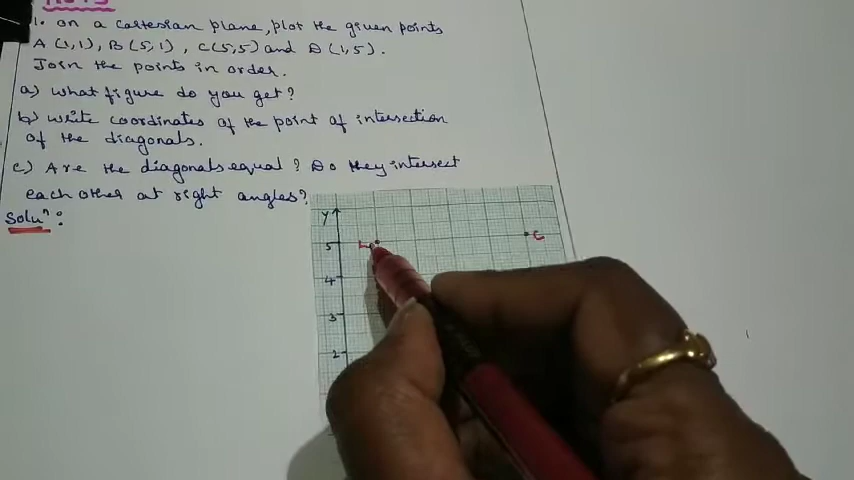 1. on a cartesian plane, plot the given points
A (1,1), B (5,1), C(5,5) and D (1,5).
Join the points in order.
a) What figure do you get?
b) Write coordinates of the point of intersection
of the diagonals.
c) Are the diagonals equal? Do they intersect
each other at right angles?
Soluⁿ:
Y
5
C
4
3
2